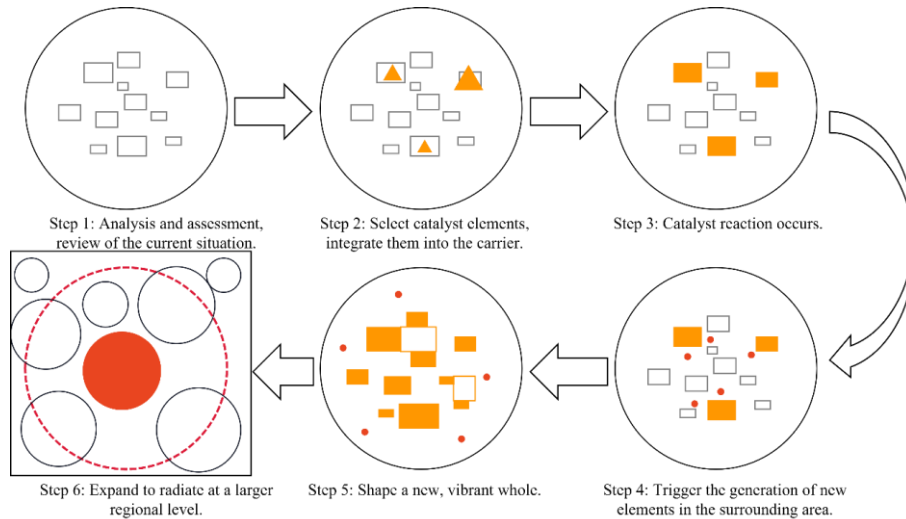 Step 1: Analysis and assessment,
review of the current situation.
Step 2: Select catalyst elements,
integrate them into the carrier.
Step 3: Catalyst reaction occurs.
Step 4: Trigger the generation of new
elements in the surrounding area.
Step 5: Shape a new, vibrant whole.
Step 6: Expand to radiate at a larger
regional level.